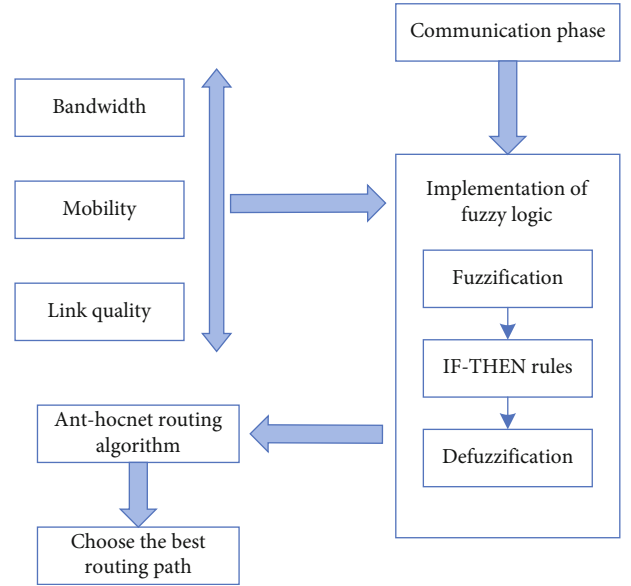 Communication phase
Bandwidth
Mobility
Link quality
Implementation of
fuzzy logic
Fuzzification
IF-THEN rules
Defuzzification
Ant-hocnet routing
algorithm
Choose the best
routing path